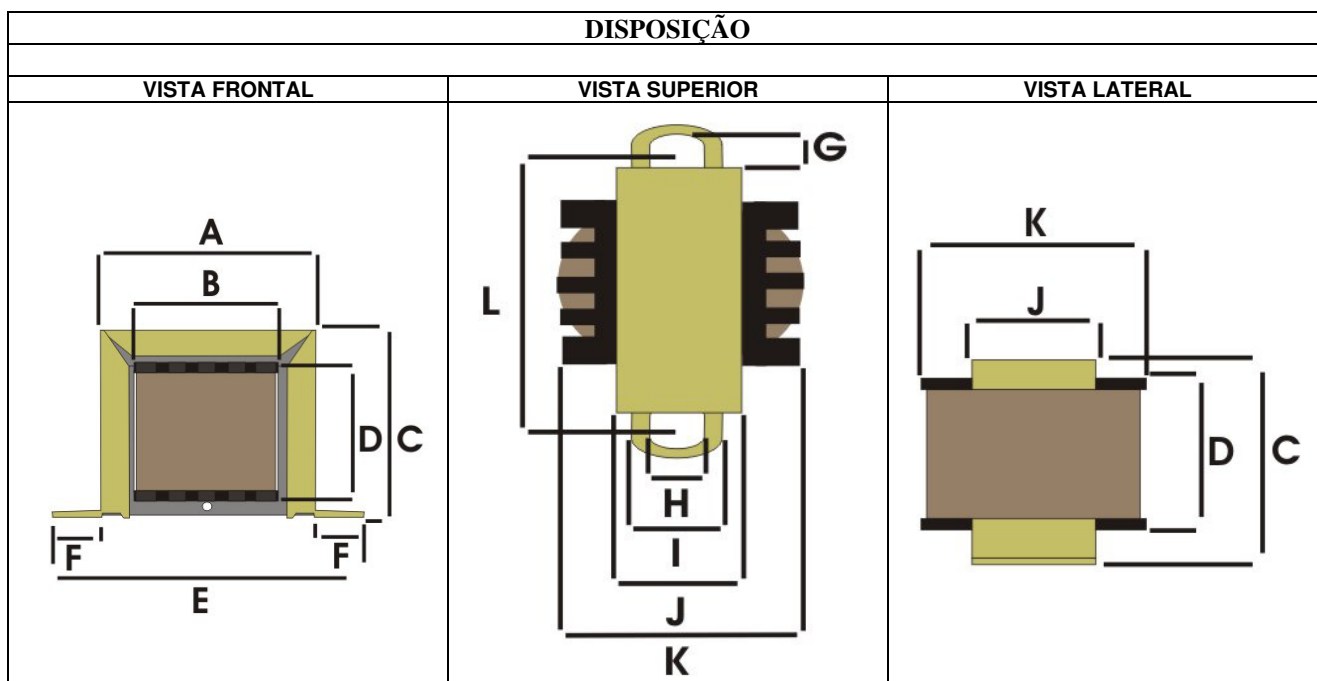 DISPOSIÇÃO
VISTA FRONTAL
VISTA SUPERIOR
VISTA LATERAL
A
B
D
C
F
F
E
G
L
H
I
J
K
K
J
D
C